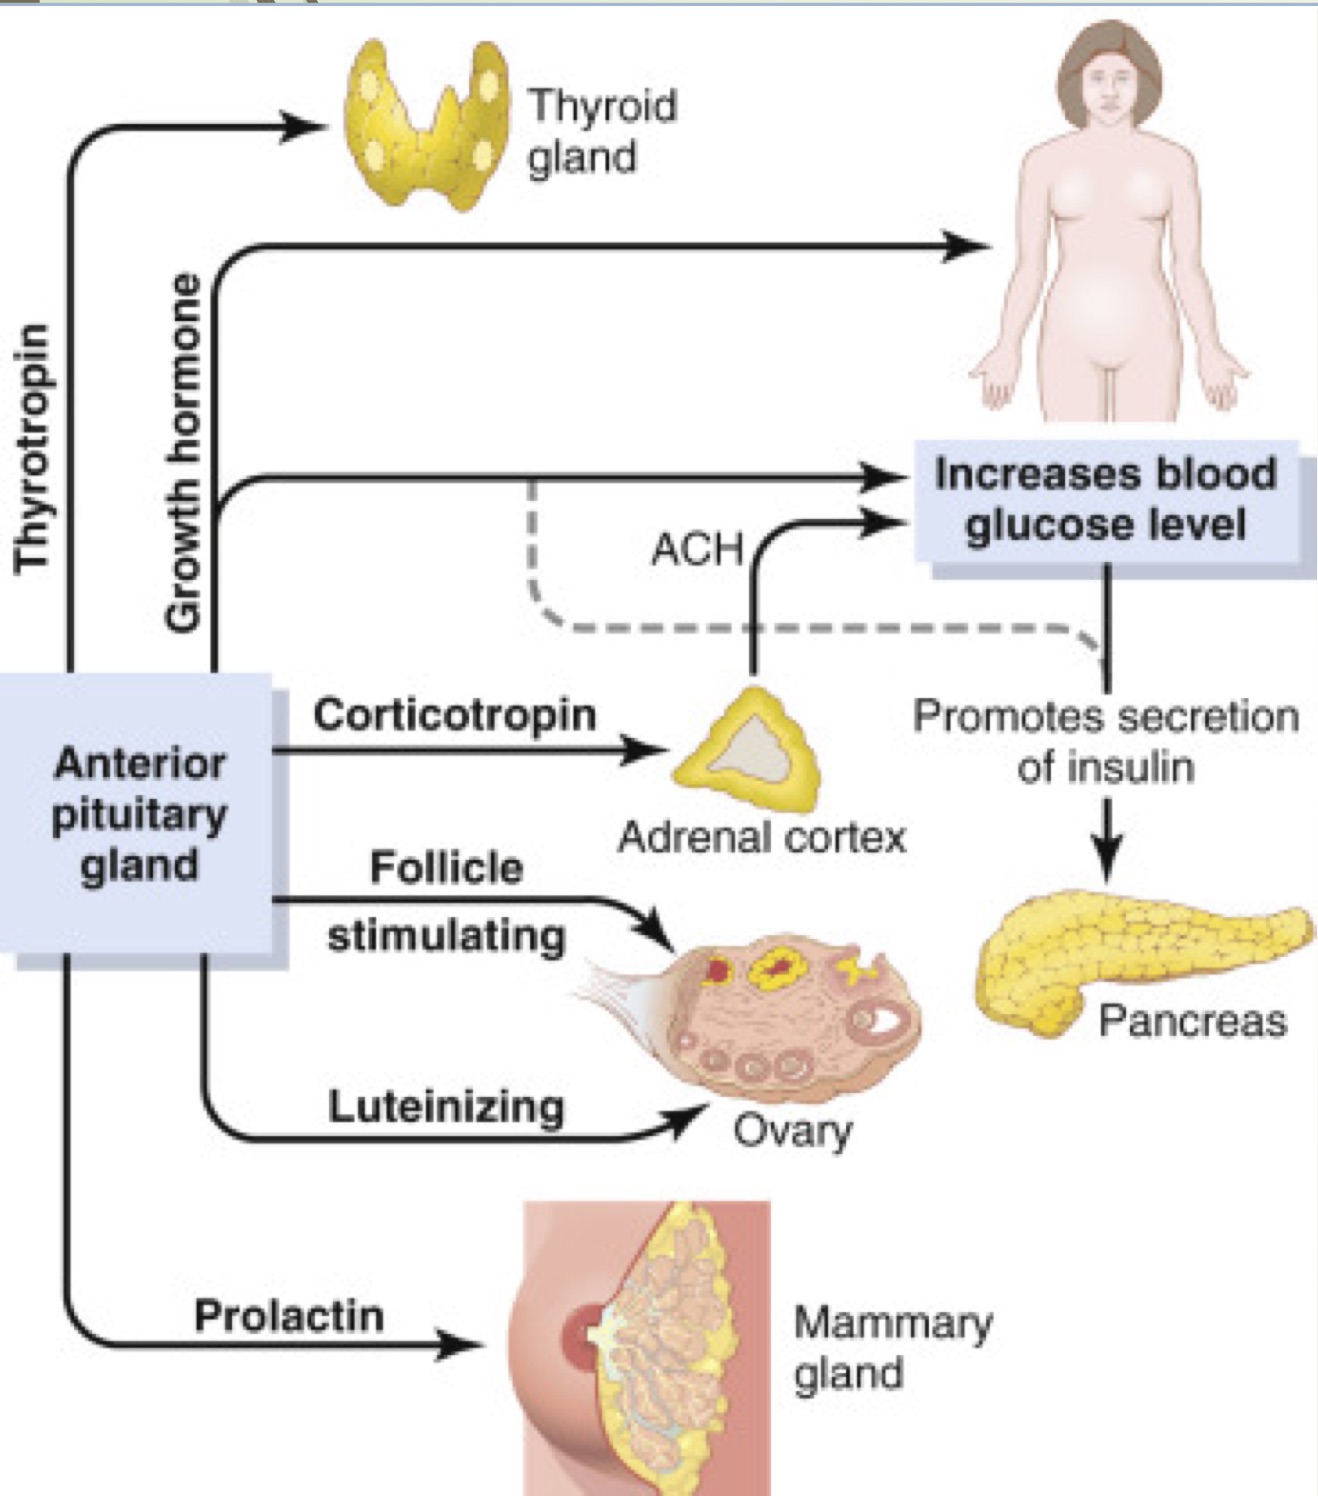 Thyroid
gland
Thyrotropin
Growth hormone
Increases blood
glucose level
ACH
Corticotropin
Promotes secretion
of insulin
Anterior
pituitary
gland
Adrenal cortex
Follicle
stimulating
Pancreas
Luteinizing
Ovary
Prolactin
Mammary
gland